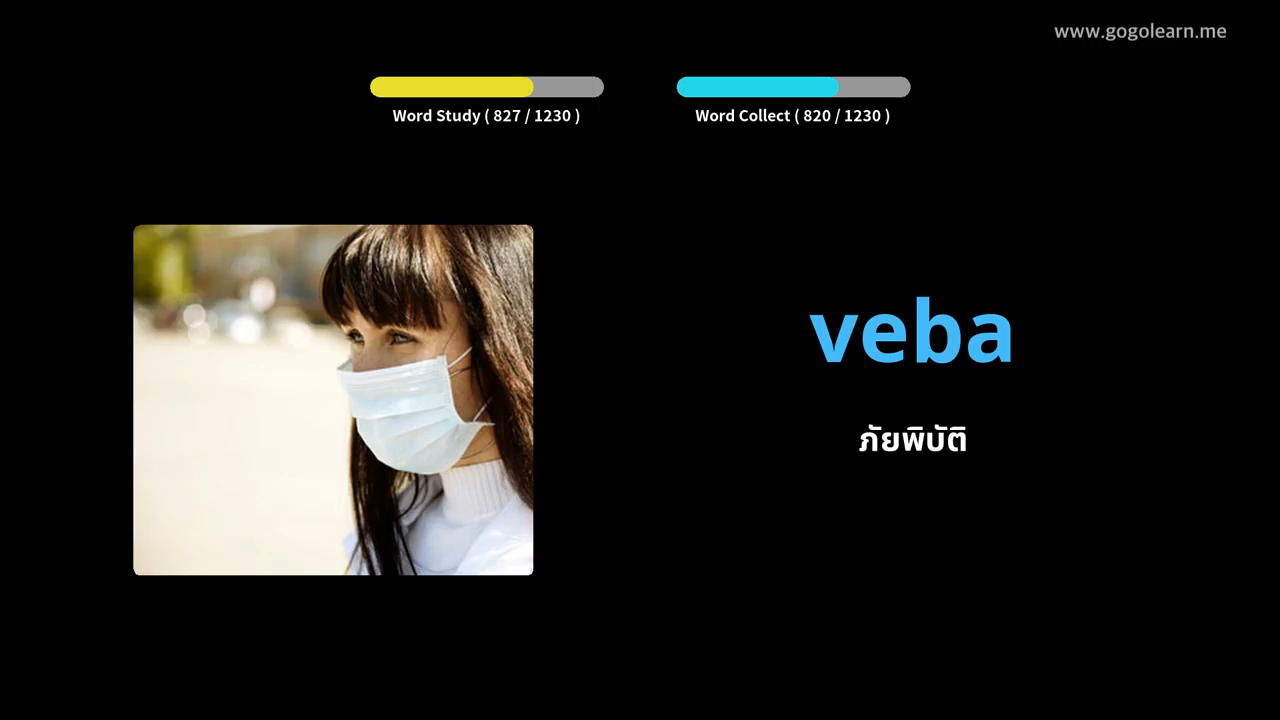 www.gogolearn.me
Word Study ( 827 / 1230 )
Word Collect ( 820 / 1230 )
veba
ภัยพิบัติ